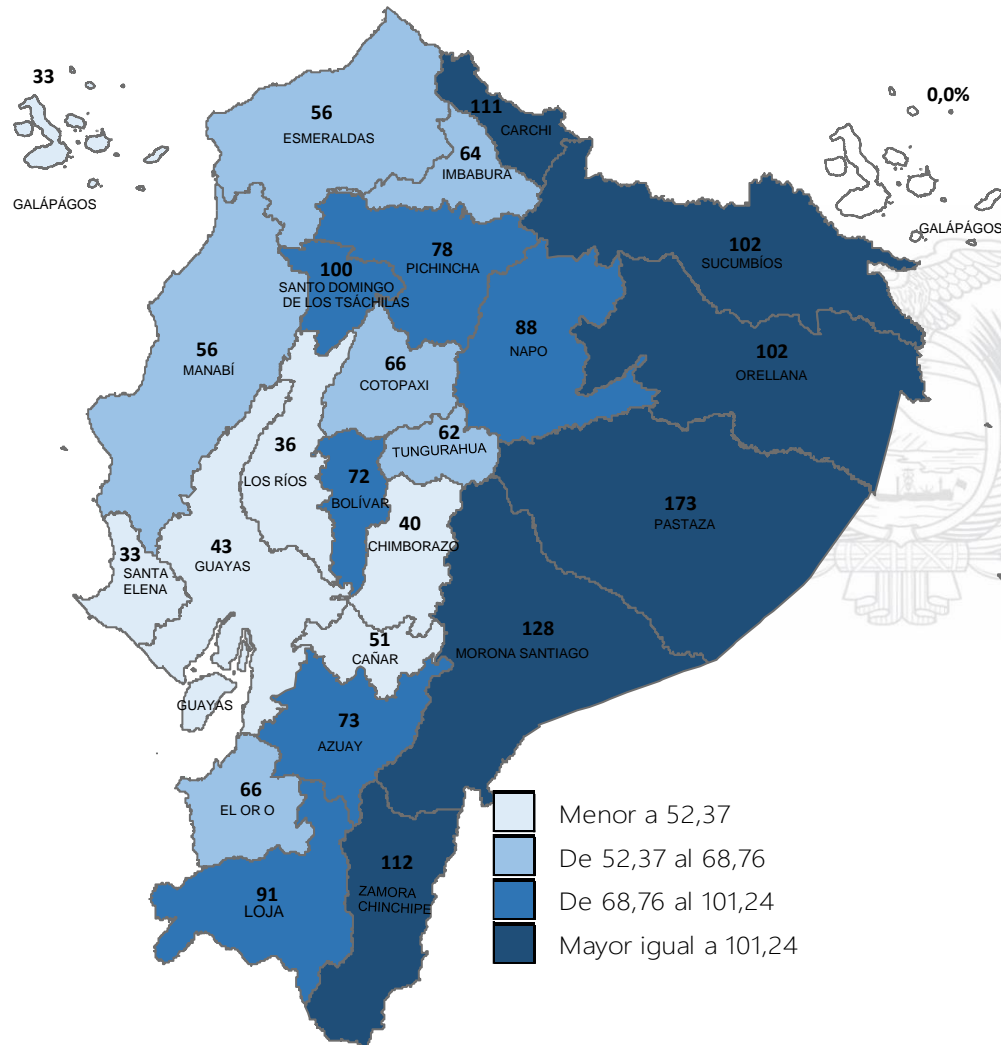 33
GALÁPÁGOS
56
ESMERALDAS
111
CARCHI
64
IMBABURA
0,0%
GALÁPÁGOS
102
SUCUMBÍOS
78
PICHINCHA
100
SANTO DOMINGO
DE LOS TSÁCHILAS
88
NAPO
102
ORELLANA
56
MANABÍ
66
COTOPAXI
62
TUNGURAHUA
36
LOS RÍOS
72
BOLÍVAR
173
PASTAZA
40
CHIMBORAZO
33
SANTA
ELENA
43
GUAYAS
128
MORONA SANTIAGO
51
CAÑAR
GUAYAS
73
AZUAY
66
EL OR O
112
ZAMORA
CHINCHIPE
91
LOJA
Menor a 52,37
De 52,37 al 68,76
De 68,76 al 101,24
Mayor igual a 101,24